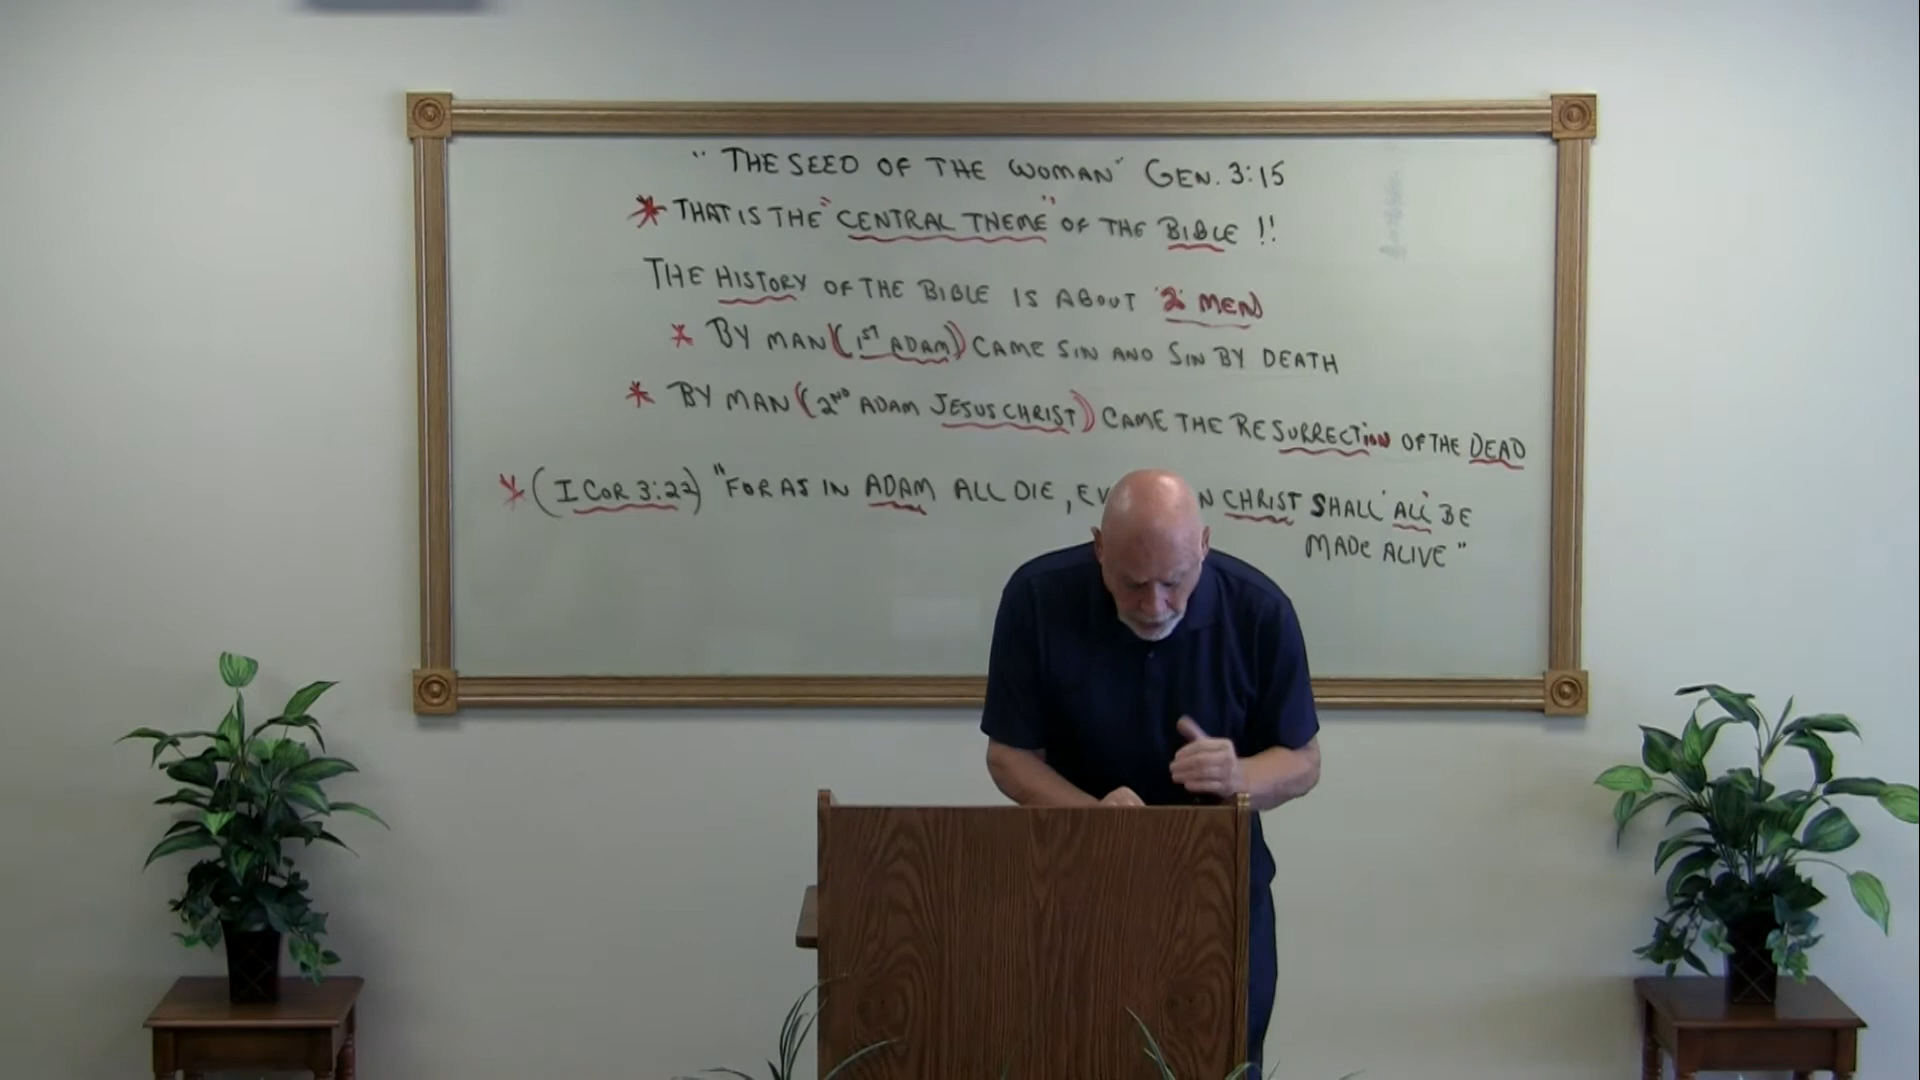 "THE SEED OF THE WOMAN" GEN. 3:15
* THAT IS THE "CENTRAL THEME" OF THE BIBLE !!
THE HISTORY OF THE BIBLE IS ABOUT "2" MEN
* BY MAN (1ST ADAM) CAME SIN AND SIN BY DEATH
* BY MAN (2ND ADAM JESUS CHRIST) CAME THE RESURRECTION OF THE DEAD
* (I COR 3:22) "FOR AS IN ADAM ALL DIE, EV N CHRIST SHALL "ALL" BE
MADE ALIVE"